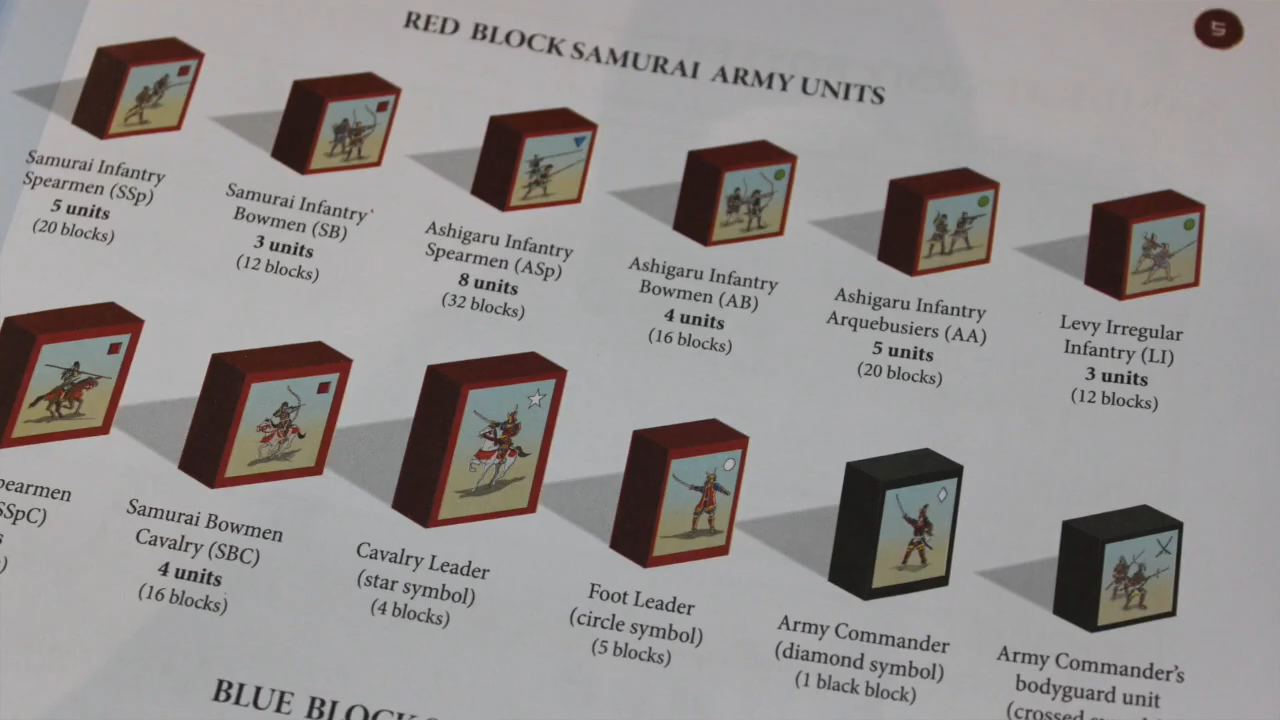 5
RED BLOCK SAMURAI ARMY UNITS
Samurai Infantry
Spearmen (SSp)
5 units
(20 blocks)
Samurai Infantry
Bowmen (SB)
3 units
(12 blocks)
Ashigaru Infantry
Spearmen (ASp)
8 units
(32 blocks)
Ashigaru Infantry
Bowmen (AB)
4 units
(16 blocks)
Ashigaru Infantry
Arquebusiers (AA)
5 units
(20 blocks)
Levy Irregular
Infantry (LI)
3 units
(12 blocks)
Samurai Bowmen
Cavalry (SBC)
4 units
(16 blocks)
Cavalry Leader
(star symbol)
(4 blocks)
Foot Leader
(circle symbol)
(5 blocks)
Army Commander
(diamond symbol)
(1 black block)
Army Commander's
bodyguard unit
(crossed
BLUE BLOCK